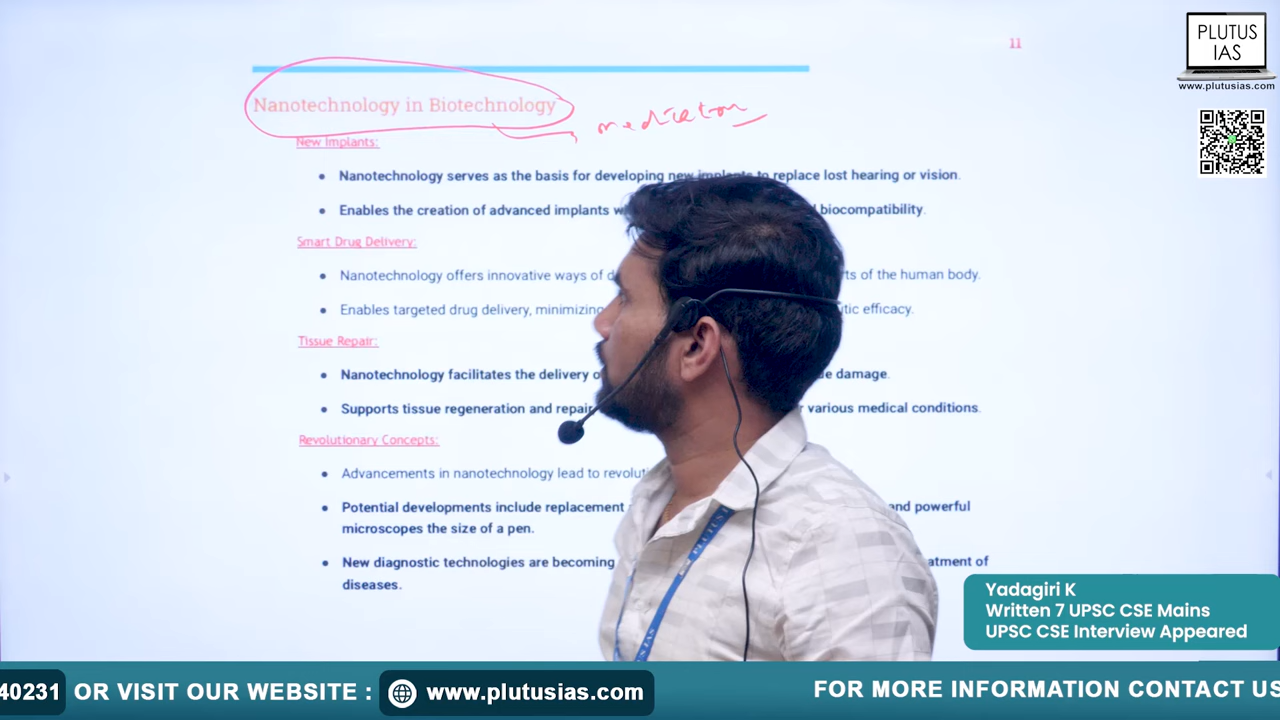 11
PLUTUS
IAS
www.plutusias.com
Nanotechnology in Biotechnology
New Implants:
Nanotechnology serves as the basis for developing new implants to replace lost hearing or vision.
Enables the creation of advanced implants biocompatibility.
Smart Drug Delivery:
Nanotechnology offers innovative ways of of the human body.
Enables targeted drug delivery, minimizing efficacy.
Tissue Repair:
Nanotechnology facilitates the delivery damage.
Supports tissue regeneration and repair various medical conditions.
Revolutionary Concepts:
Advancements in nanotechnology lead to
Potential developments include replacement and powerful
microscopes the size of a pen.
New diagnostic technologies are becoming of
diseases.
Yadagiri K
Written 7 UPSC CSE Mains
UPSC CSE Interview Appeared
40231 OR VISIT OUR WEBSITE : www.plutusias.com FOR MORE INFORMATION CONTACT US